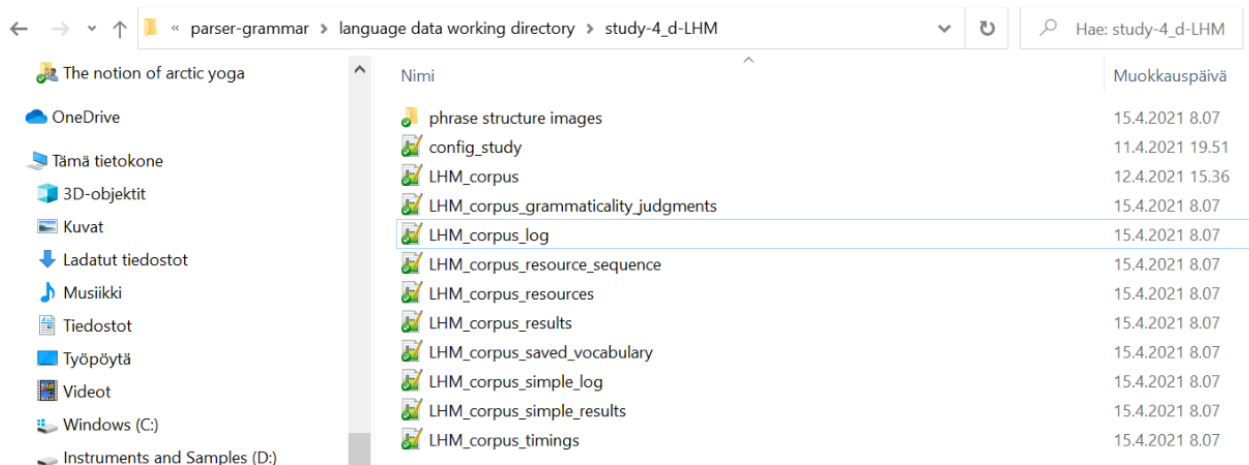 « parser-grammar > language data working directory > study-4_d-LHM
Hae: study-4_d-LHM
The notion of arctic yoga
OneDrive
Tämä tietokone
3D-objektit
Kuvat
Ladatut tiedostot
Musiikki
Tiedostot
Työpöytä
Videot
Windows (C:)
Instruments and Samples (D:)
Nimi Muokkauspäivä
phrase structure images 15.4.2021 8.07
config_study 11.4.2021 19.51
LHM_corpus 12.4.2021 15.36
LHM_corpus_grammaticality_judgments 15.4.2021 8.07
LHM_corpus_log 15.4.2021 8.07
LHM_corpus_resource_sequence 15.4.2021 8.07
LHM_corpus_resources 15.4.2021 8.07
LHM_corpus_results 15.4.2021 8.07
LHM_corpus_saved_vocabulary 15.4.2021 8.07
LHM_corpus_simple_log 15.4.2021 8.07
LHM_corpus_simple_results 15.4.2021 8.07
LHM_corpus_timings 15.4.2021 8.07